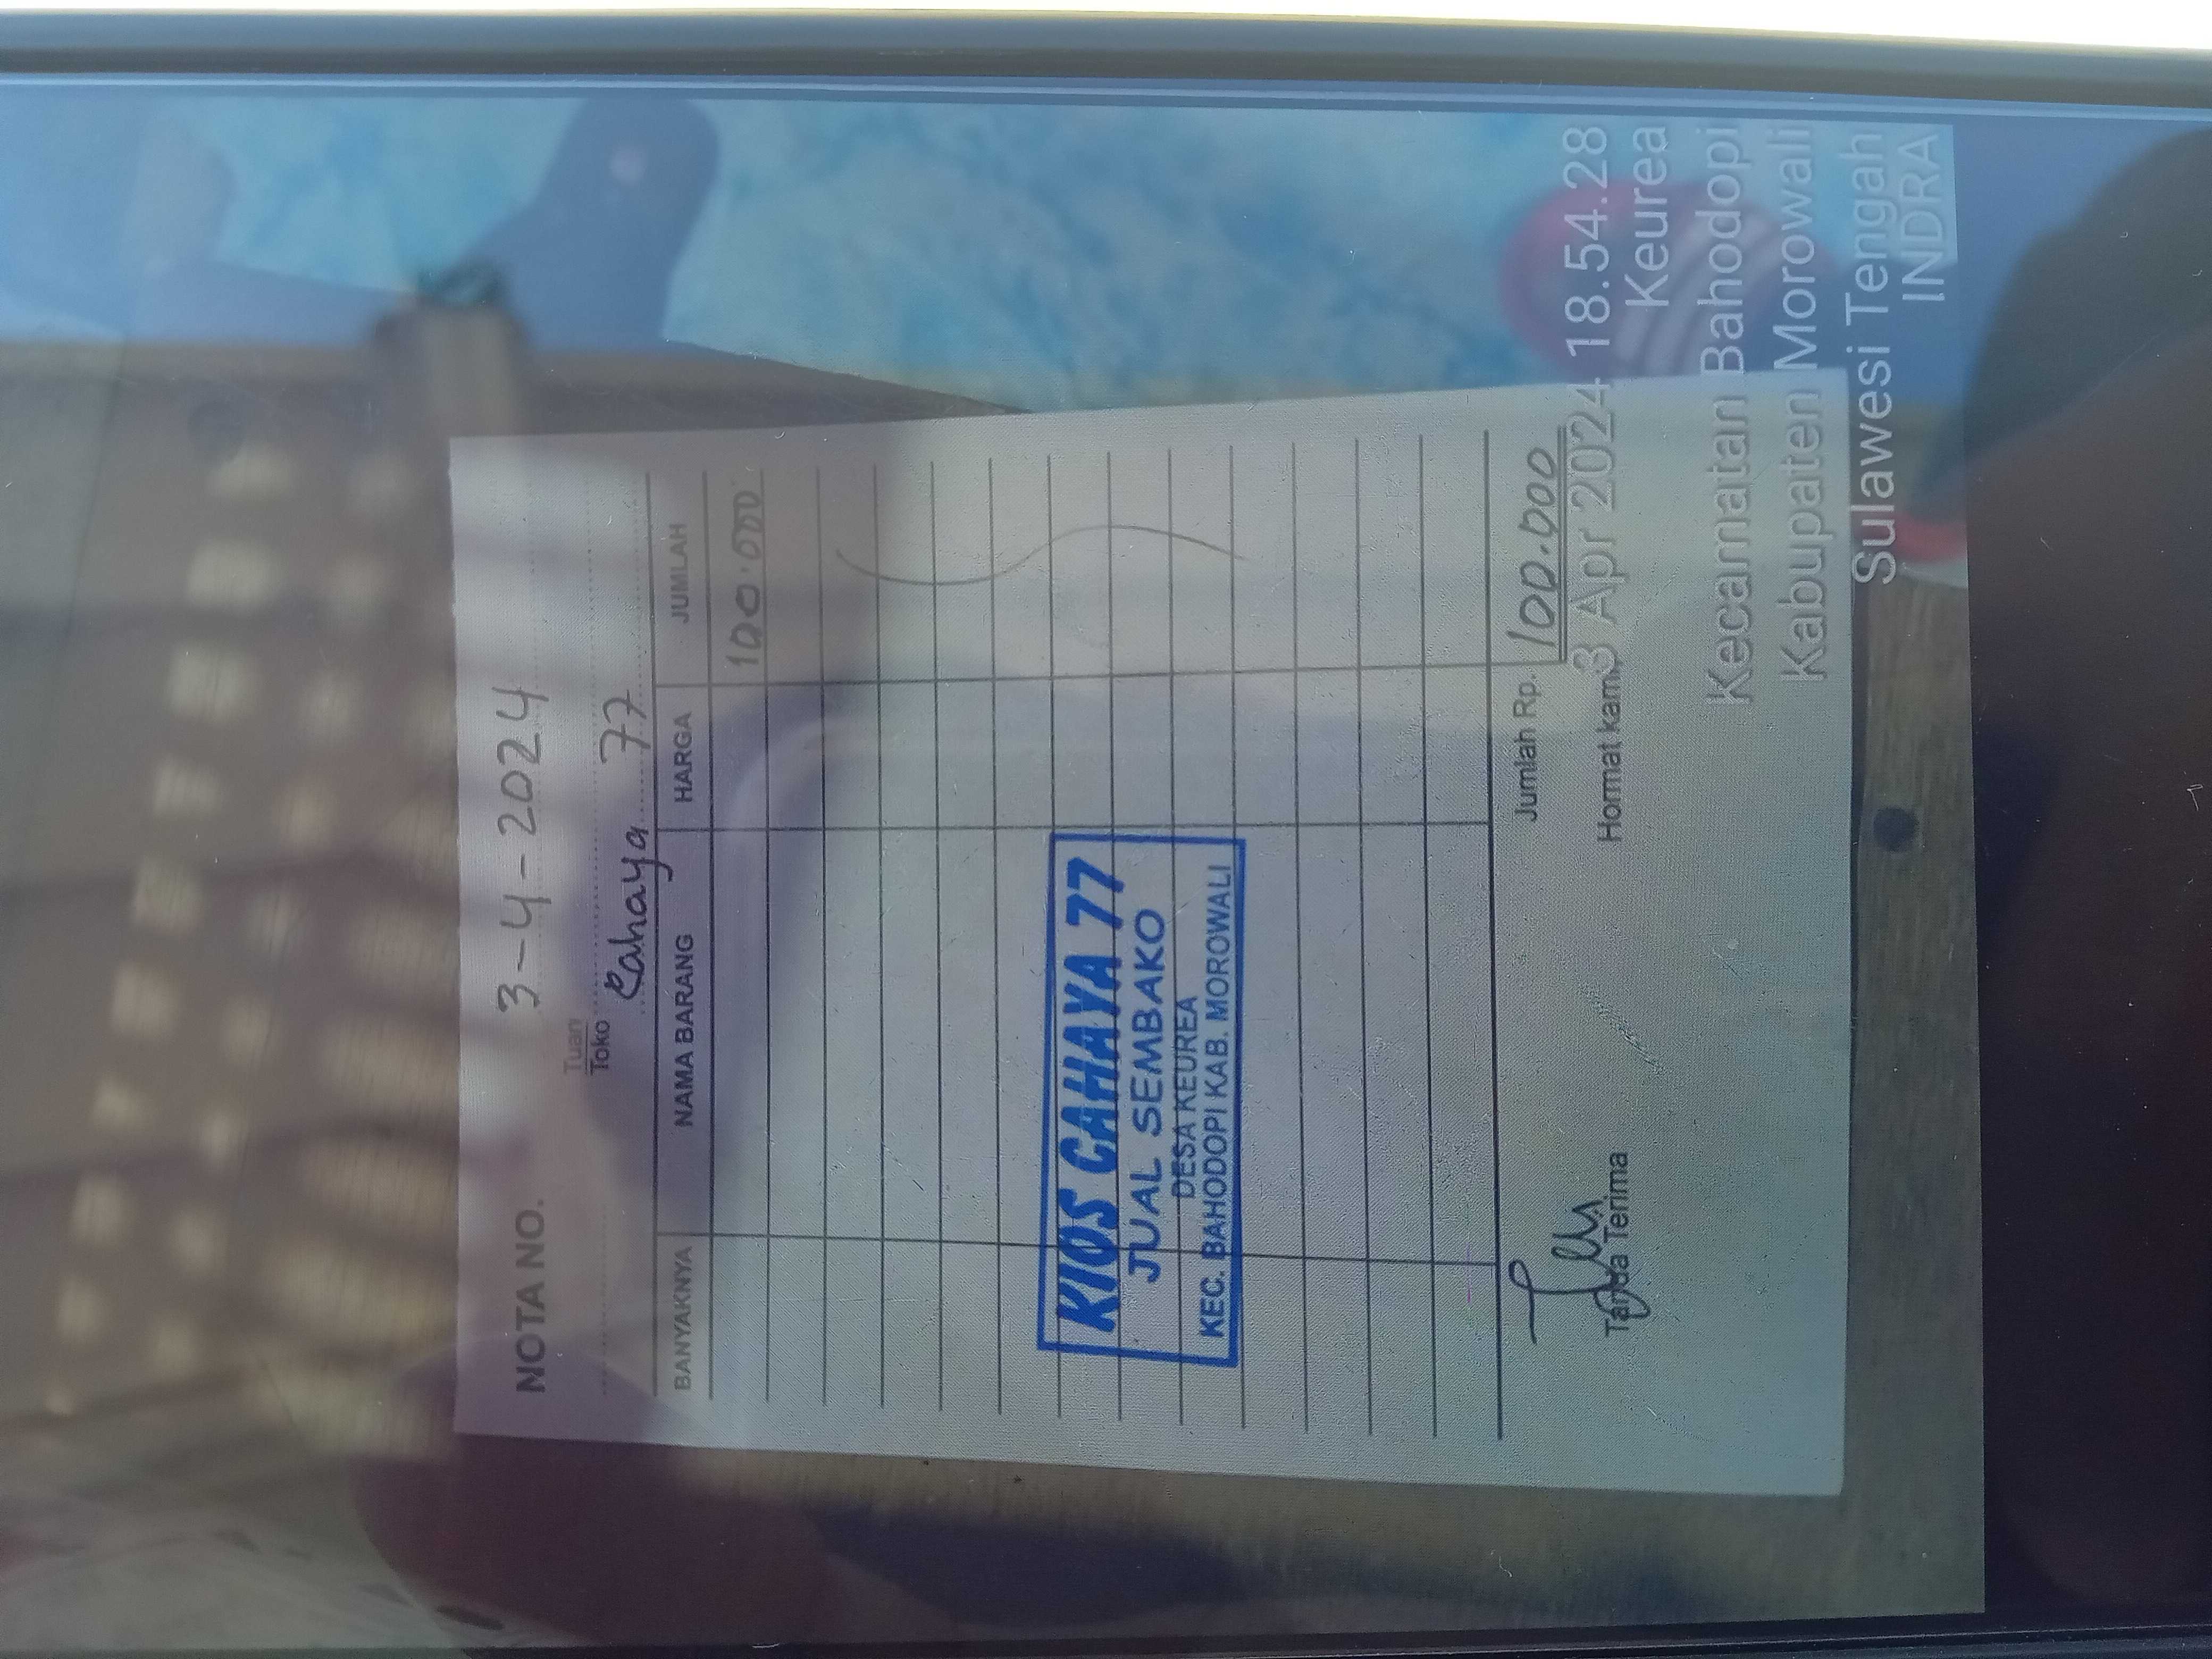 NOTA NO.
3-4-2024
Tuan
Toko
Cahaya 77
BANYAKNYA NAMA BARANG HARGA JUMLAH
100.000
KIOS CAHAYA 77
JUAL SEMBAKO
DESA KEUREA
KEC. BAHODOPI KAB. MOROWALI
Jumlah Rp. 100.000
Tanda Terima Hormat Kami,
3 Apr 2024 18.54.28
Keurea
Kecamatan Bahodopi
Kabupaten Morowali
Sulawesi Tengah
INDRA